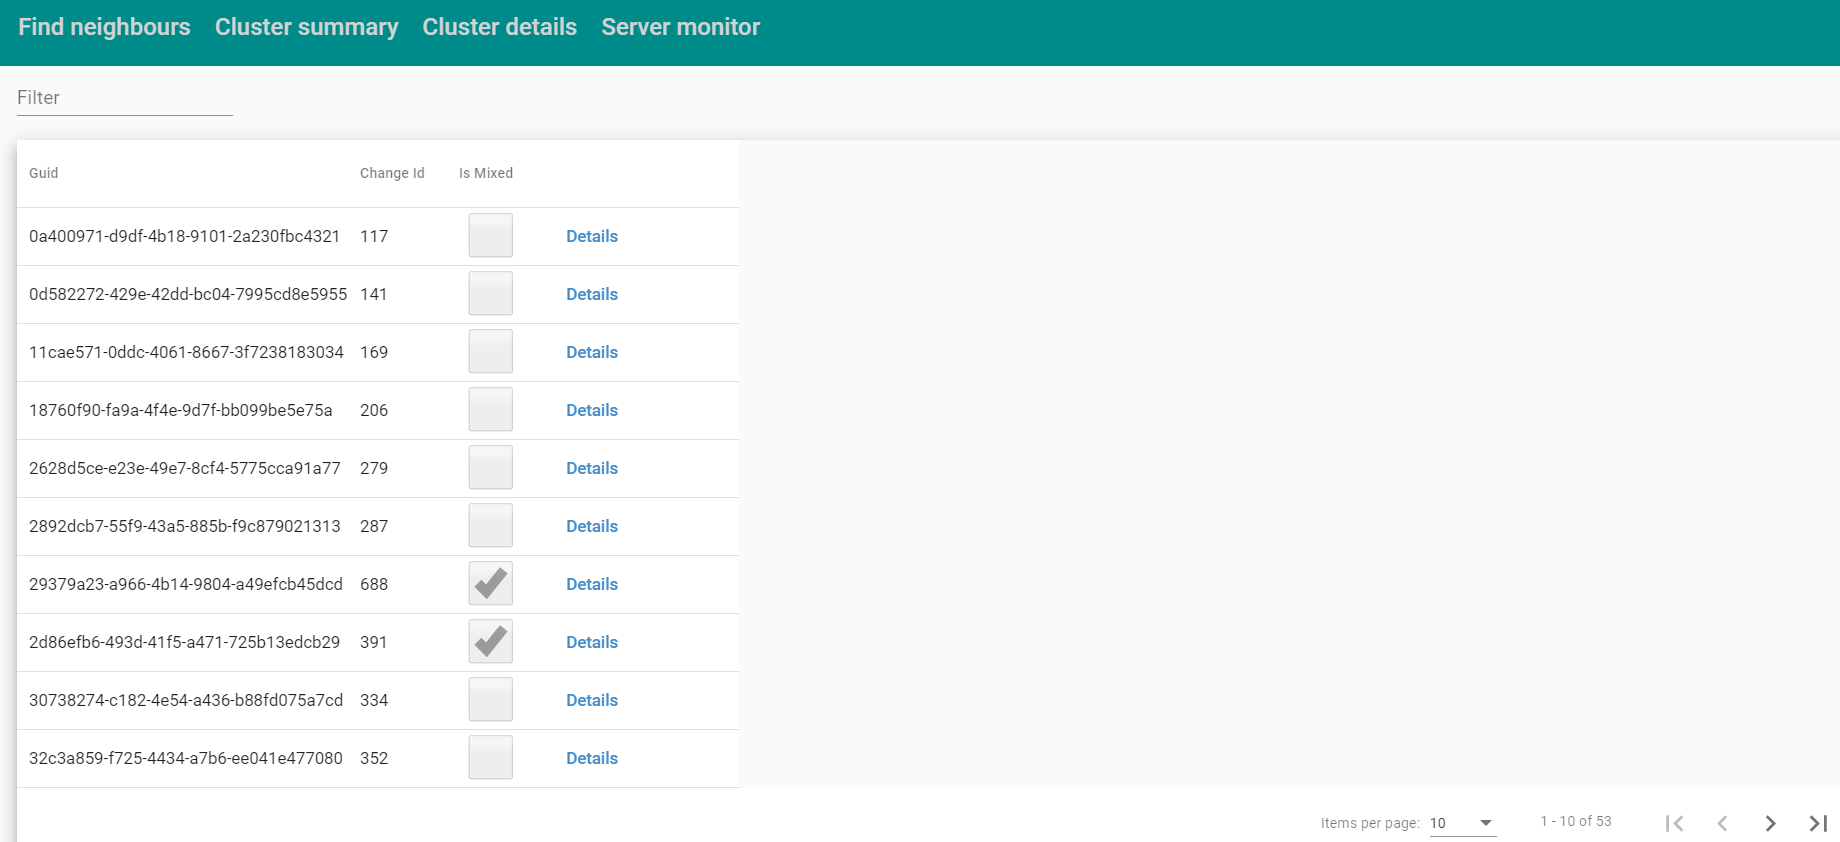 Find neighbours Cluster summary Cluster details Server monitor
Filter
Guid Change Id Is Mixed
0a400971-d9df-4b18-9101-2a230fbc4321 117 Details
0d582272-429e-42dd-bc04-7995cd8e5955 141 Details
11cae571-0ddc-4061-8667-3f7238183034 169 Details
18760f90-fa9a-4f4e-9d7f-bb099be5e75a 206 Details
2628d5ce-e23e-49e7-8cf4-5775cca91a77 279 Details
2892dcb7-55f9-43a5-885b-f9c879021313 287 Details
29379a23-a966-4b14-9804-a49efcb45dcd 688 Details
2d86efb6-493d-41f5-a471-725b13edcb29 391 Details
30738274-c182-4e54-a436-b88fd075a7cd 334 Details
32c3a859-f725-4434-a7b6-ee041e477080 352 Details
Items per page: 10 1 - 10 of 53